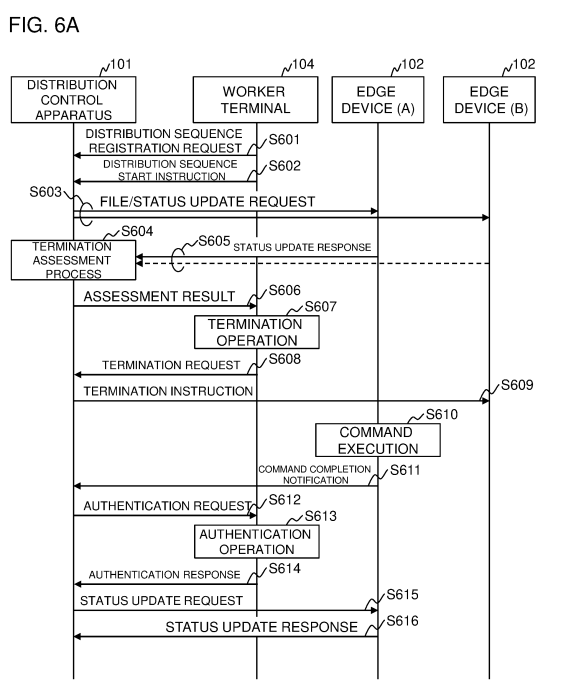 FIG. 6A
101
104
102
102
DISTRIBUTION
CONTROL
APPARATUS
WORKER
TERMINAL
EDGE
DEVICE (A)
EDGE
DEVICE (B)
DISTRIBUTION SEQUENCE
REGISTRATION REQUEST
S601
DISTRIBUTION SEQUENCE
START INSTRUCTION
S602
S603
FILE/STATUS UPDATE REQUEST
S604
TERMINATION
ASSESSMENT
PROCESS
S605
STATUS UPDATE RESPONSE
ASSESSMENT RESULT
S606
S607
TERMINATION
OPERATION
TERMINATION REQUEST
S608
TERMINATION INSTRUCTION
S609
S610
COMMAND
EXECUTION
COMMAND COMPLETION
NOTIFICATION
S611
AUTHENTICATION REQUEST
S612
S613
AUTHENTICATION
OPERATION
AUTHENTICATION RESPONSE
S614
STATUS UPDATE REQUEST
S615
STATUS UPDATE RESPONSE
S616